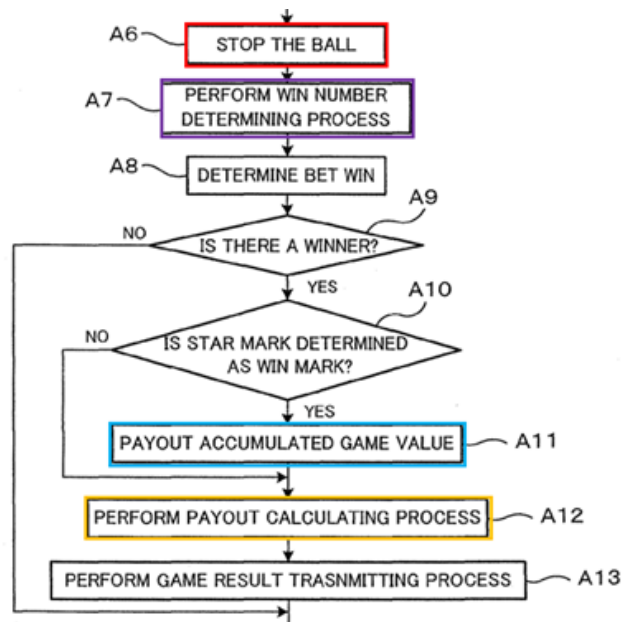 A6
STOP THE BALL
A7
PERFORM WIN NUMBER
DETERMINING PROCESS
A8
DETERMINE BET WIN
A9
NO
IS THERE A WINNER?
YES
A10
NO
IS STAR MARK DETERMINED
AS WIN MARK?
YES
PAYOUT ACCUMULATED GAME VALUE
A11
PERFORM PAYOUT CALCULATING PROCESS
A12
PERFORM GAME RESULT TRASNMITTING PROCESS
A13